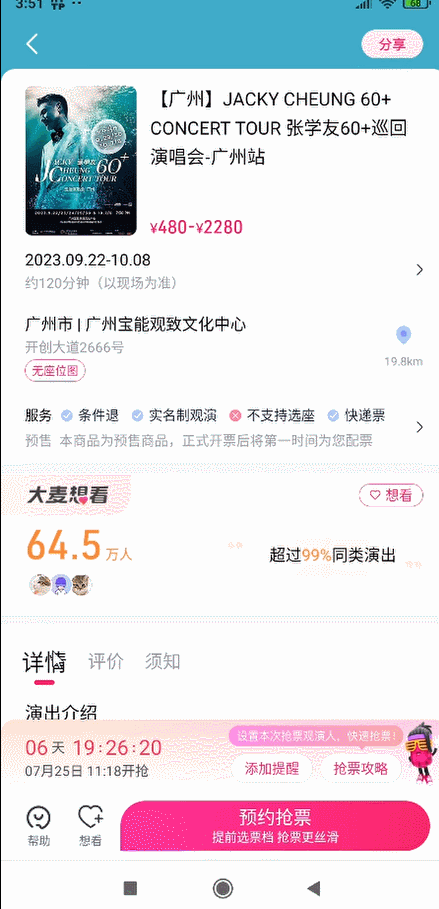 3:51
68
分享
JACKY 張學友
CHEUNG 60+
CONCERT TOUR
【广州】JACKY CHEUNG 60+
CONCERT TOUR 张学友60+巡回
演唱会-广州站
¥480-¥2280
2023.09.22-10.08
约120分钟（以现场为准）
广州市 | 广州宝能观致文化中心
开创大道2666号
19.8km
无座位图
服务 条件退 实名制观演 不支持选座 快递票
预售 本商品为预售商品，正式开票后将第一时间为您配票
大麦想看
想看
64.5万人
超过99%同类演出
详情 评价 须知
演出介绍
设置本次抢票观演人，快速抢票！
06天 19:26:20
07月25日 11:18开抢
添加提醒
抢票攻略
帮助
想看
预约抢票
提前选票档 抢票更丝滑